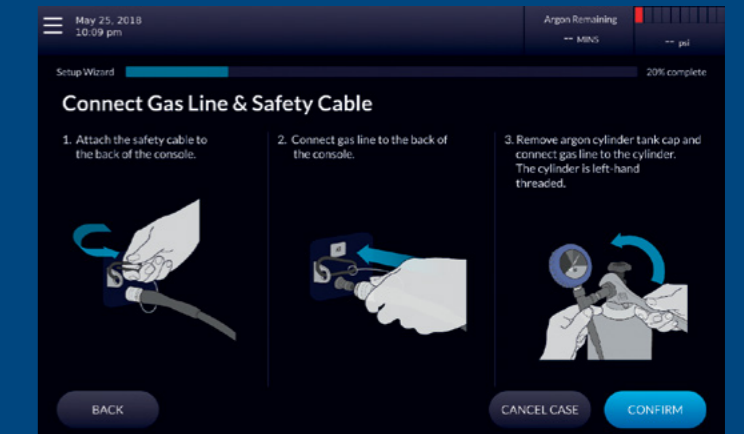 May 25, 2018
10:09 pm
Argon Remaining
-- MINS
-- psi
Setup Wizard
20% complete
Connect Gas Line & Safety Cable
1. Attach the safety cable to
the back of the console.
2. Connect gas line to the back of
the console.
3. Remove argon cylinder tank cap and
connect gas line to the cylinder.
The cylinder is left-hand
threaded.
BACK
CANCEL CASE
CONFIRM